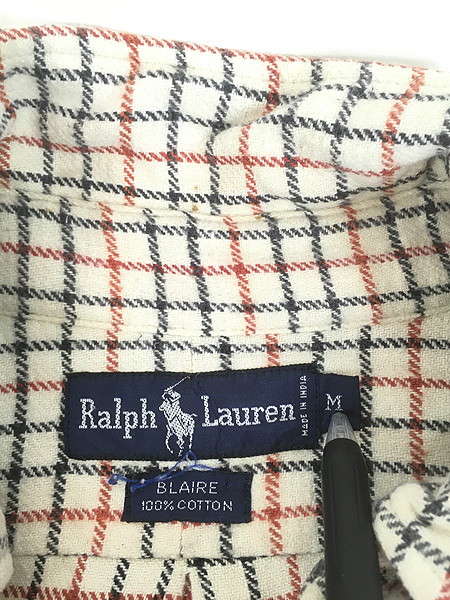 Ralph Lauren
MADE IN INDIA
M
BLAIRE
100% COTTON